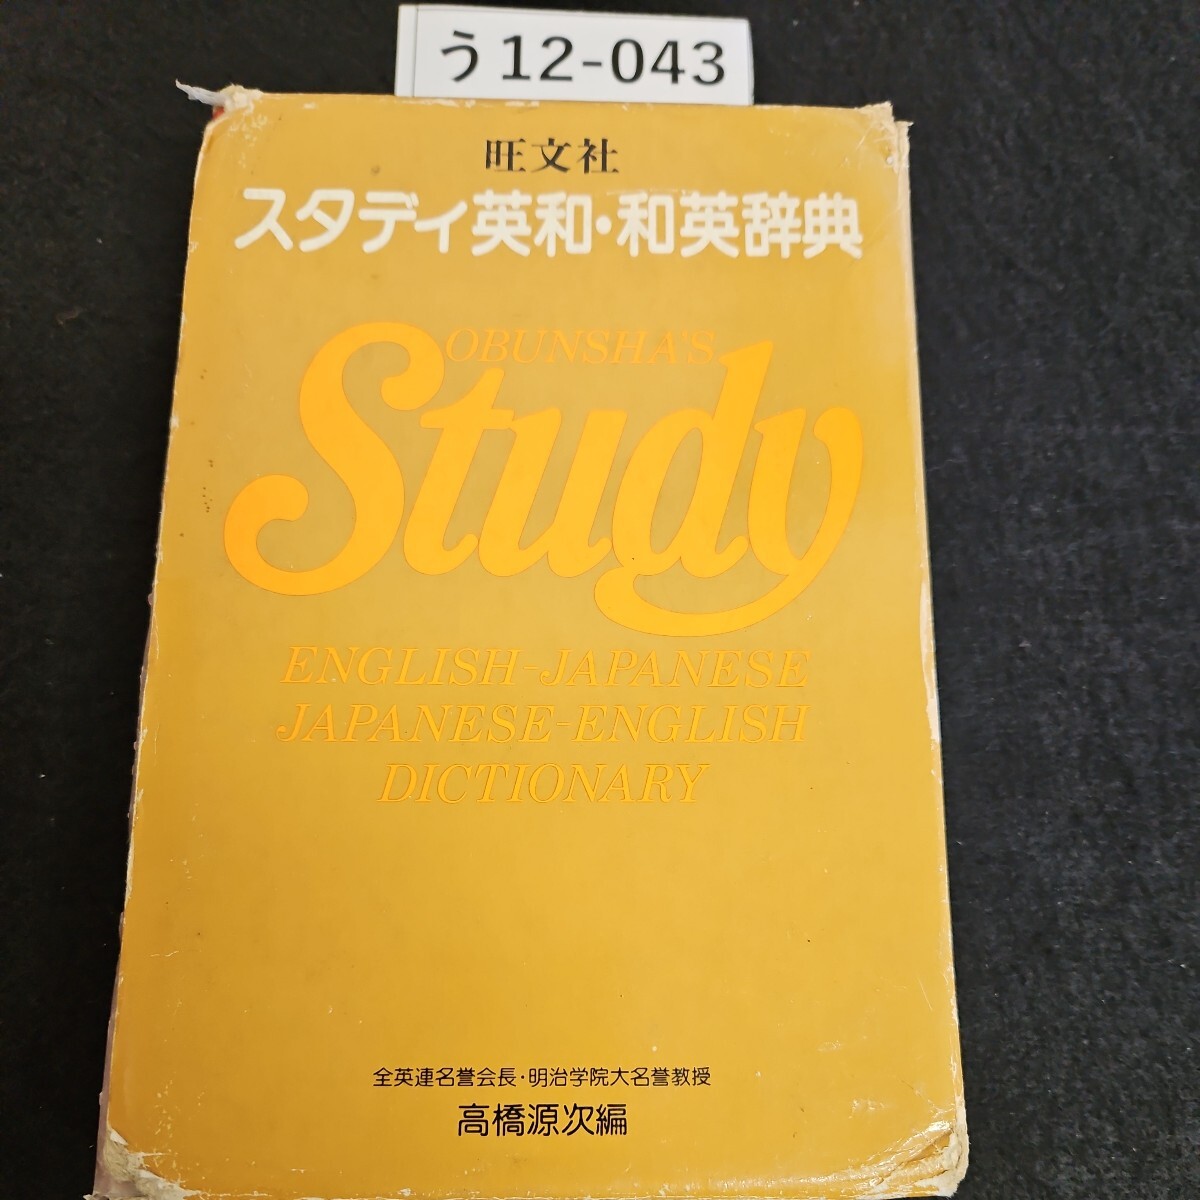 う12-043
旺文社
スタディ英和・和英辞典
OBUNSHA'S
Study
ENGLISH-JAPANESE
JAPANESE-ENGLISH
DICTIONARY
全英連名誉会長・明治学院大名誉教授
高橋源次編